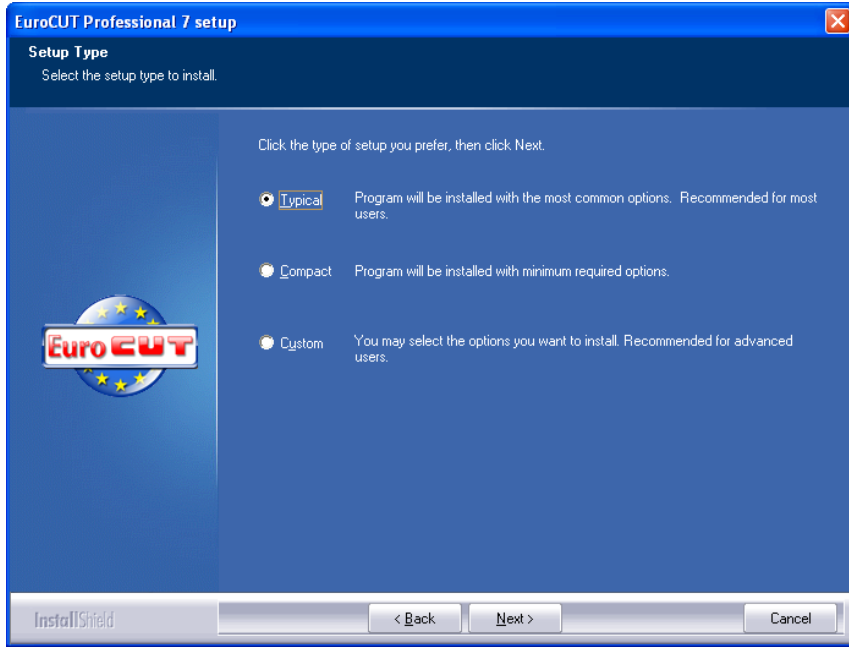 EuroCUT Professional 7 setup
Setup Type
Select the setup type to install.
Click the type of setup you prefer, then click Next.
Typical
Program will be installed with the most common options.  Recommended for most
users.
Compact
Program will be installed with minimum required options.
Custom
You may select the options you want to install. Recommended for advanced
users.
Euro CUT
InstallShield
< Back
Next >
Cancel